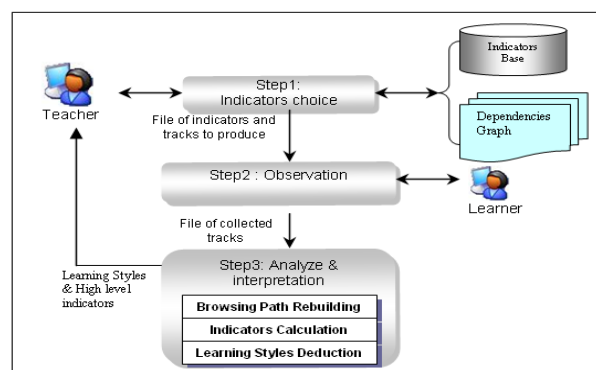 Step1:
Indicators choice
Indicators
Base
Teacher
File of indicators and
tracks to produce
Dependencies
Graph
Step2 : Observation
Learner
File of collected
tracks
Step3: Analyze &
interpretation
Learning Styles
& High level
indicators
Browsing Path Rebuilding
Indicators Calculation
Learning Styles Deduction